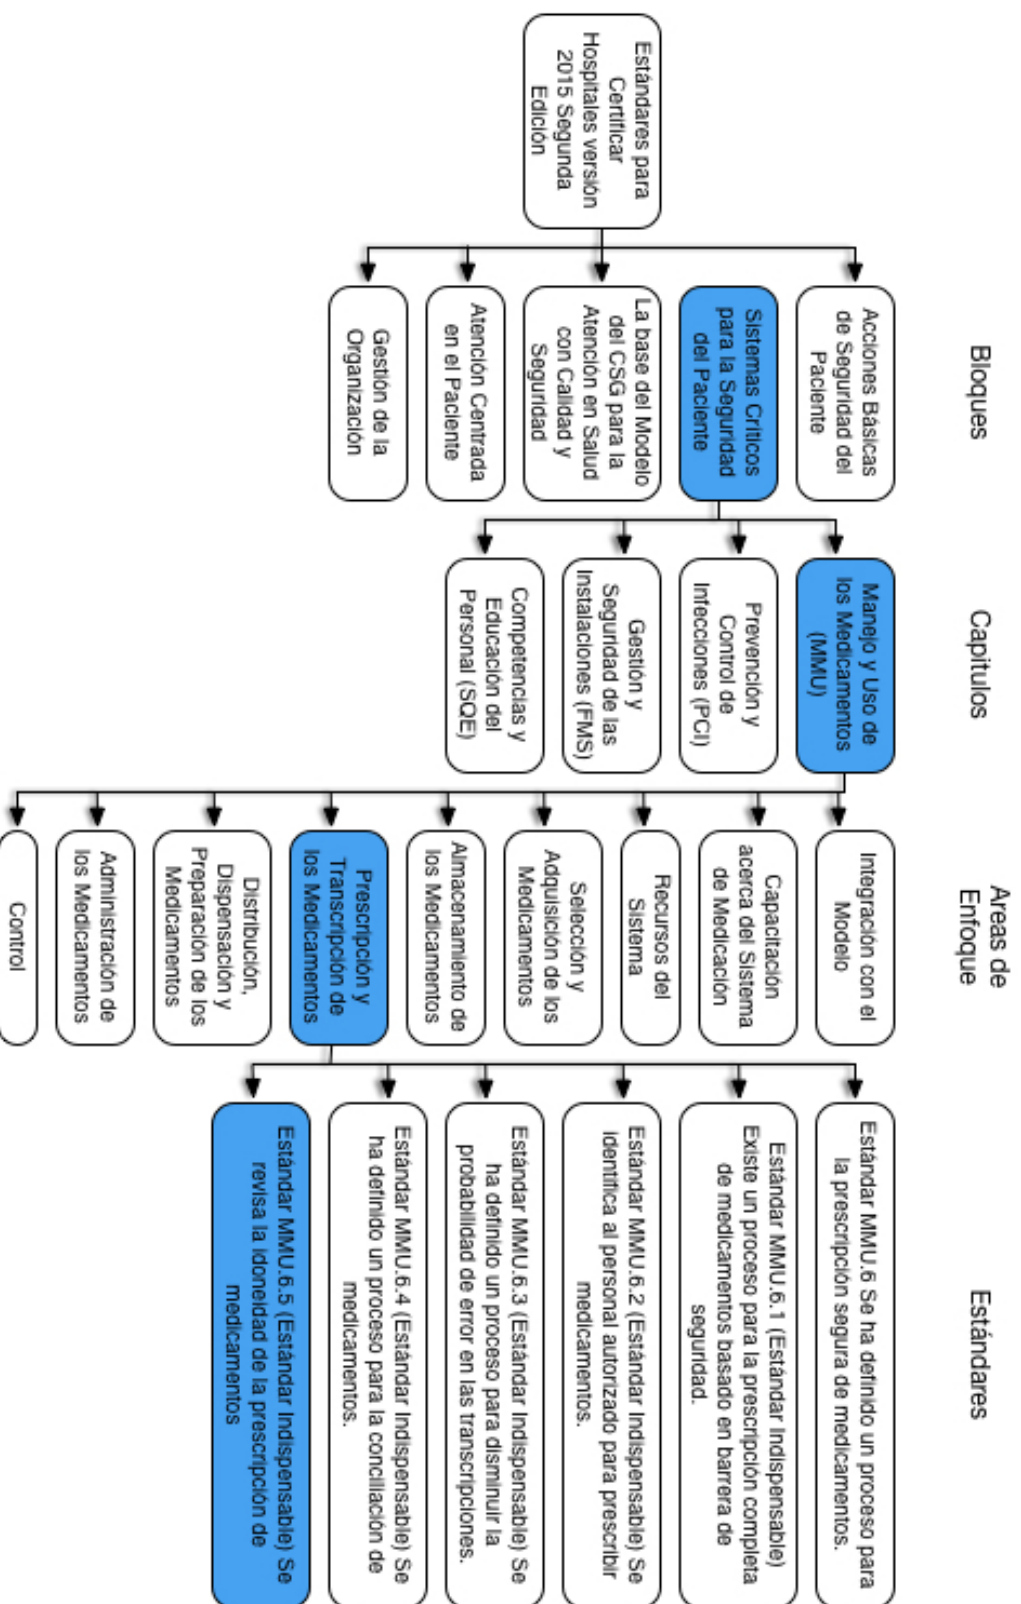 Bloques
Capitulos
Areas de
Enfoque
Estándares
Estándares para
Certificar
Hospitales versión
2015 Segunda
Edición
Acciones Básicas
de Seguridad del
Paciente
Sistemas Críticos
para la Seguridad
del Paciente
La base del Modelo
del CSG para la
Atención en Salud
con Calidad y
Seguridad
Atención Centrada
en el Paciente
Gestión de la
Organización
Manejo y Uso de
los Medicamentos
(MMU)
Prevención y
Control de
Infecciones (PCI)
Gestión y
Seguridad de las
Instalaciones (FMS)
Competencias y
Educación del
Personal (SQE)
Integración con el
Modelo
Capacitación
acerca del Sistema
de Medicación
Recursos del
Sistema
Selección y
Adquisición de los
Medicamentos
Almacenamiento de
los Medicamentos
Prescripción y
Transcripción de
los Medicamentos
Distribución,
Dispensación y
Preparación de los
Medicamentos
Administración de
los Medicamentos
Control
Estándar MMU.6 Se ha definido un proceso para
la prescripción segura de medicamentos.
Estándar MMU.6.1 (Estándar Indispensable)
Existe un proceso para la prescripción completa
de medicamentos basado en barrera de
seguridad.
Estándar MMU.6.2 (Estándar Indispensable) Se
identifica al personal autorizado para prescribir
medicamentos.
Estándar MMU.6.3 (Estándar Indispensable) Se
ha definido un proceso para disminuir la
probabilidad de error en las transcripciones.
Estándar MMU.6.4 (Estándar Indispensable) Se
ha definido un proceso para la conciliación de
medicamentos.
Estándar MMU.6.5 (Estándar Indispensable) Se
revisa la idoneidad de la prescripción de
medicamentos